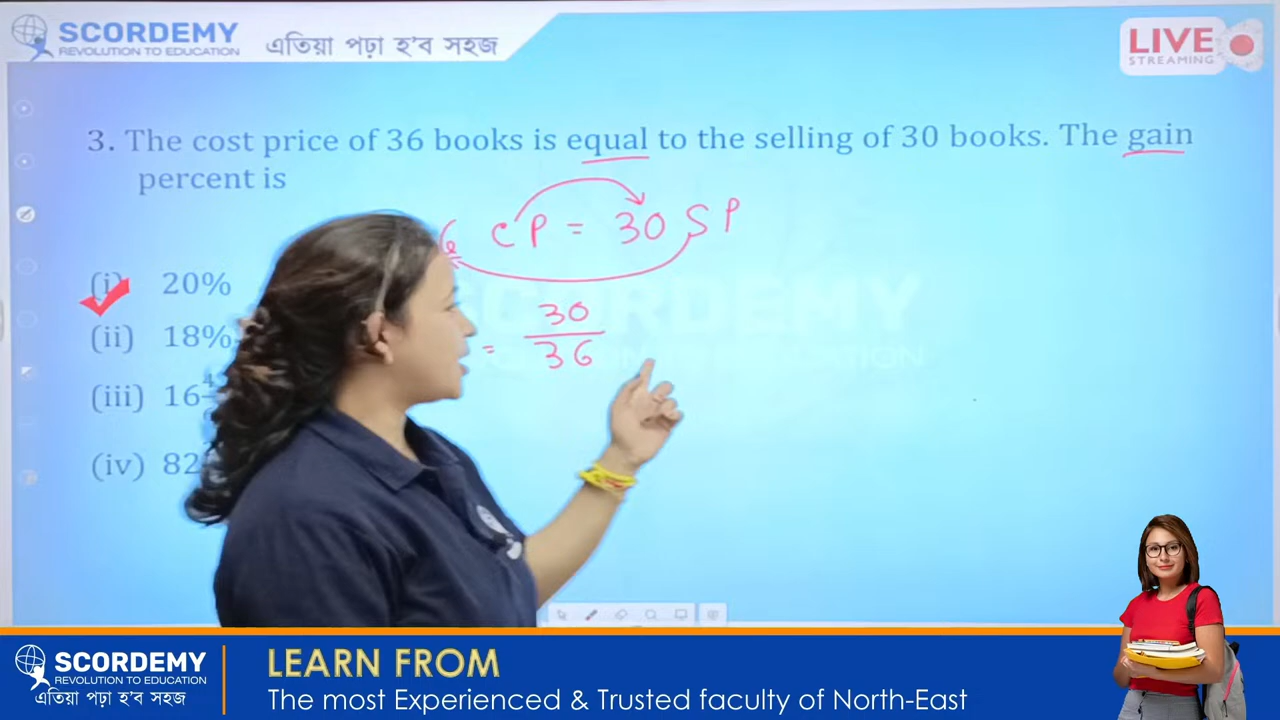 SCORDEMY
REVOLUTION TO EDUCATION
এতিয়া পঢ়া হ'ব সহজ
LIVE
STREAMING
3. The cost price of 36 books is equal to the selling of 30 books. The gain
percent is
6 CP = 30 SP
(i) 20%
= 30
36
(ii) 18%
(iii) 16
(iv) 82
SCORDEMY
REVOLUTION TO EDUCATION
এতিয়া পঢ়া হ'ব সহজ
LEARN FROM
The most Experienced & Trusted faculty of North-East